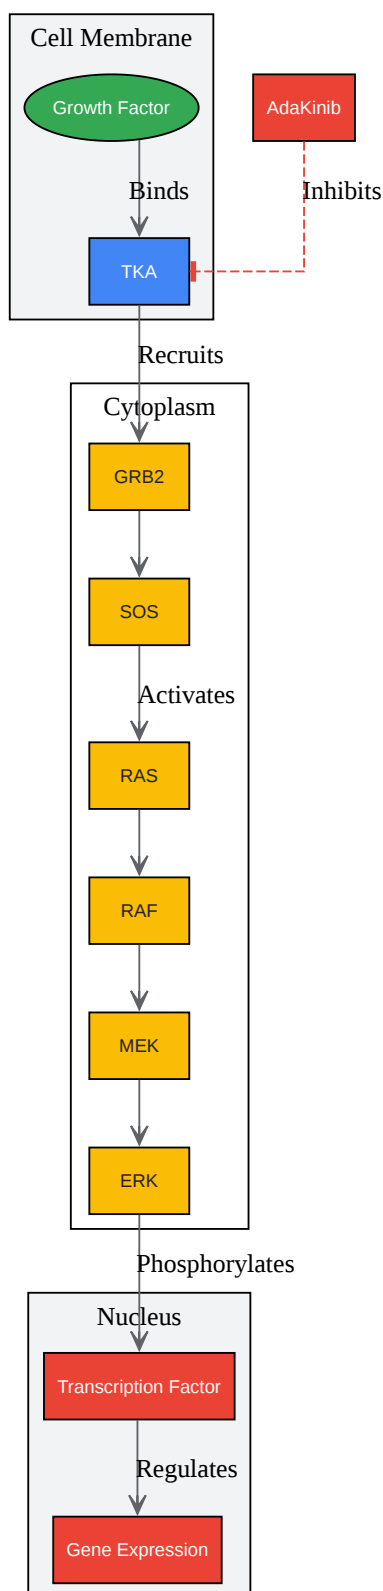 Cell Membrane
Growth Factor
AdaKinib
Binds
Inhibits
TKA
Recruits
Cytoplasm
GRB2
SOS
Activates
RAS
RAF
MEK
ERK
Phosphorylates
Nucleus
Transcription Factor
Regulates
Gene Expression